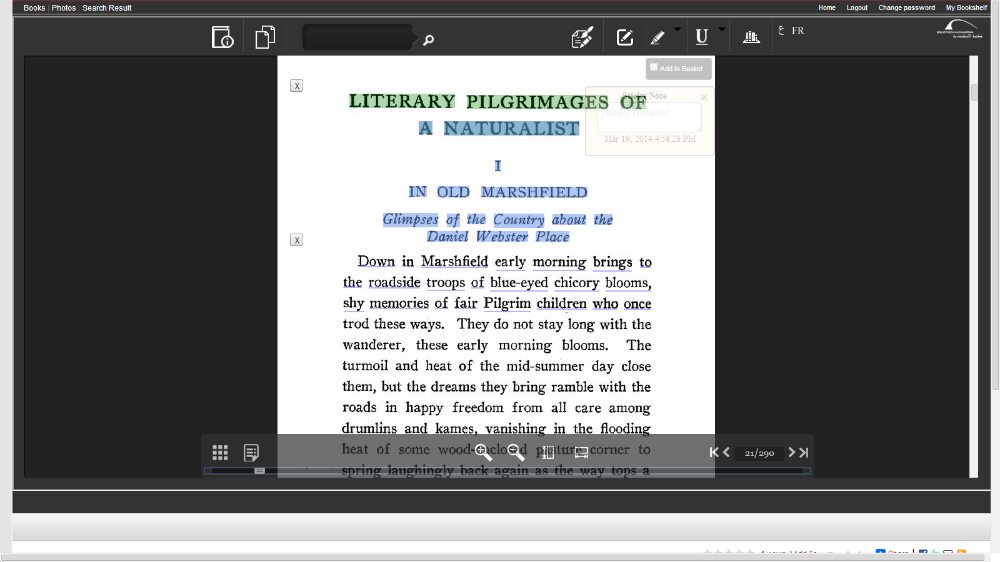 Books | Photos | Search Result
Home Logout Change password My Bookshelf
U
ع FR
BIBLIOTHECA ALEXANDRINA
مكتبة الإسكندرية
Add to Basket
X
LITERARY PILGRIMAGES OF
A NATURALIST
Sticky Note
Daniel Webster
Mar 19, 2014 4:58:28 PM
I
IN OLD MARSHFIELD
Glimpses of the Country about the
Daniel Webster Place
X
Down in Marshfield early morning brings to
the roadside troops of blue-eyed chicory blooms,
shy memories of fair Pilgrim children who once
trod these ways. They do not stay long with the
wanderer, these early morning blooms. The
turmoil and heat of the mid-summer day close
them, but the dreams they bring ramble with the
roads in happy freedom from all care among
drumlins and kames, vanishing in the flooding
heat of some wood-enclosed pasture corner to
spring laughingly back again as the way tops a
21/290